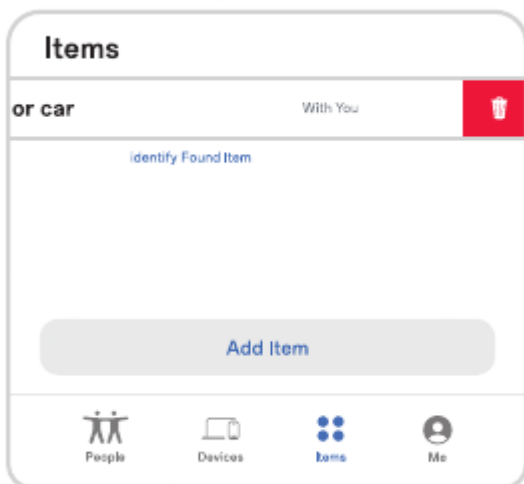 Items
or car With You
identify Found Item
Add Item
People Devices Items Me